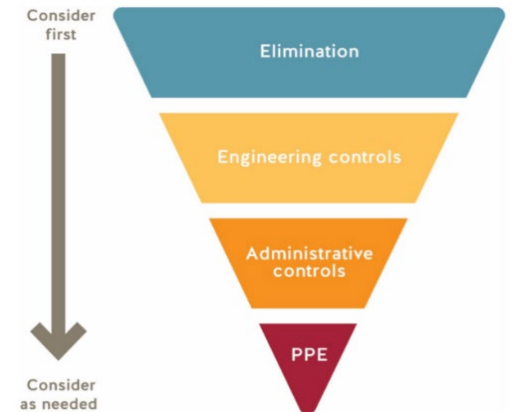 Consider
first
Elimination
Engineering controls
Administrative
controls
PPE
Consider
as needed